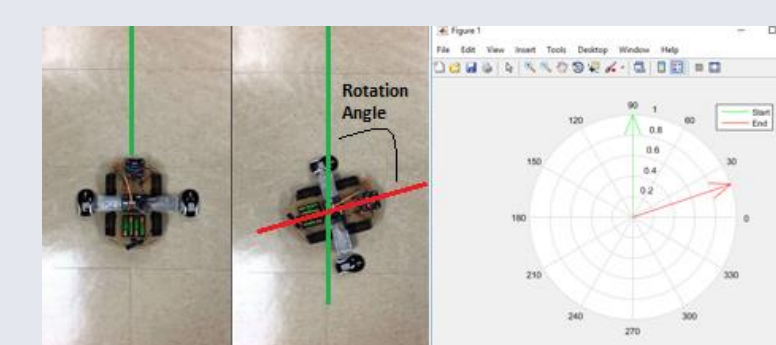 Figure 1
File Edit View Insert Tools Desktop Window Help
Rotation
Angle
90
1
120
60
0.8
0.6
150
0.4
30
0.2
180
0
210
330
240
300
270
Start
End